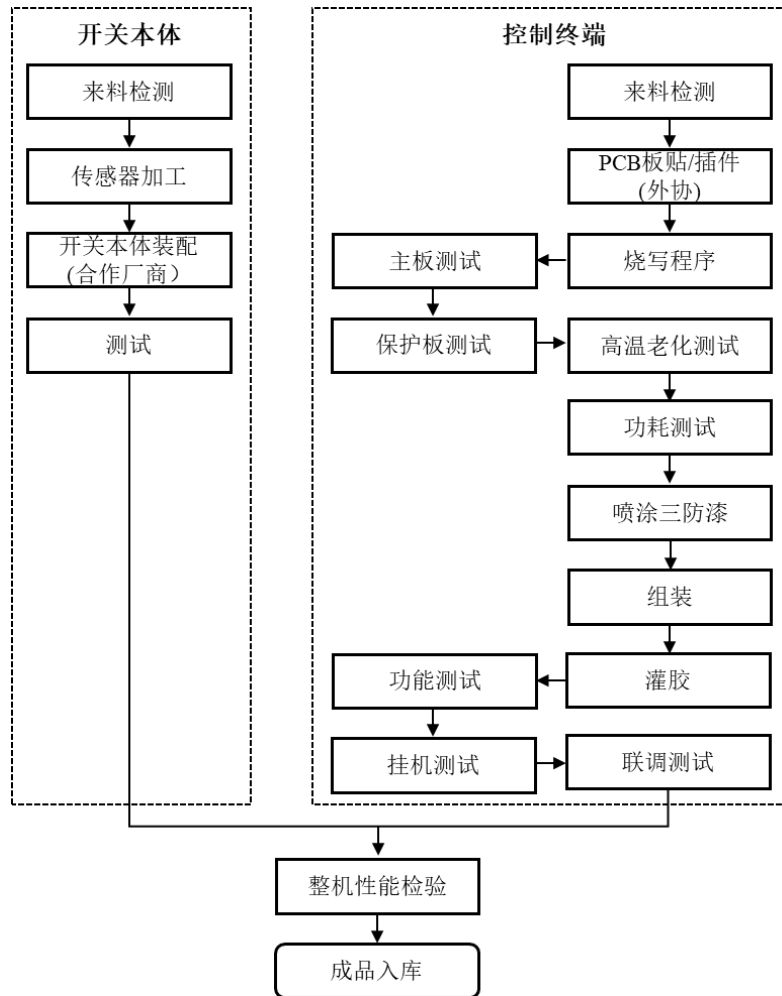 开关本体
来料检测
传感器加工
开关本体装配
(合作厂商）
测试
控制终端
来料检测
PCB板贴/插件
(外协)
烧写程序
主板测试
保护板测试
高温老化测试
功耗测试
喷涂三防漆
组装
灌胶
功能测试
挂机测试
联调测试
整机性能检验
成品入库